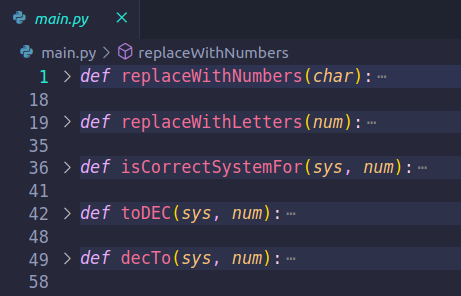 main.py ×
main.py > replaceWithNumbers
1 > def replaceWithNumbers(char):⋯
18
19 > def replaceWithLetters(num):⋯
35
36 > def isCorrectSystemFor(sys, num):⋯
41
42 > def toDEC(sys, num):⋯
48
49 > def decTo(sys, num):⋯
58